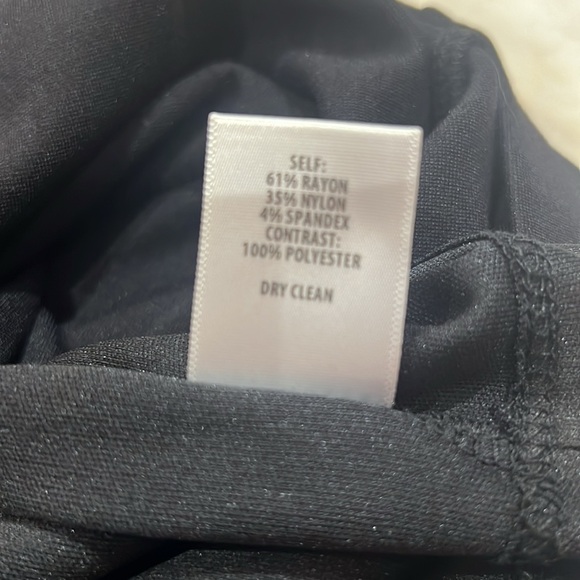 SELF:
61% RAYON
35% NYLON
4% SPANDEX
CONTRAST:
100% POLYESTER
DRY CLEAN